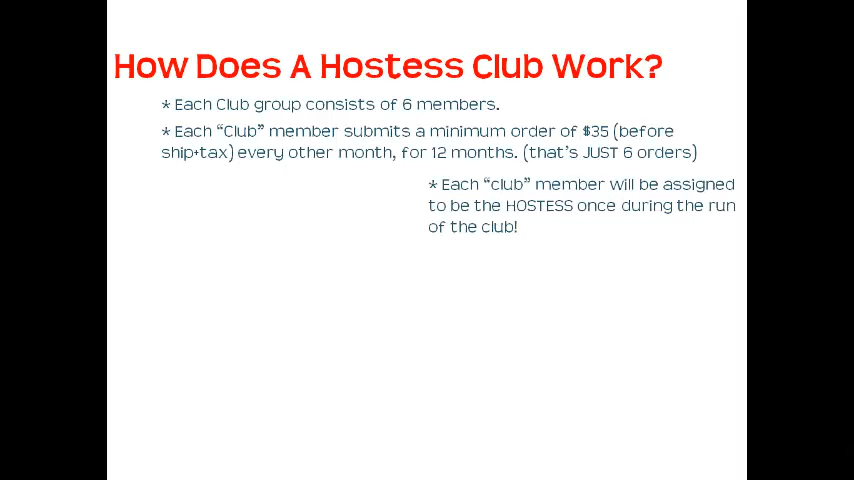 How Does A Hostess Club Work?
* Each Club group consists of 6 members.
* Each “Club” member submits a minimum order of $35 (before
ship+tax) every other month, for 12 months. (that’s JUST 6 orders)
* Each “club” member will be assigned
to be the HOSTESS once during the run
of the club!